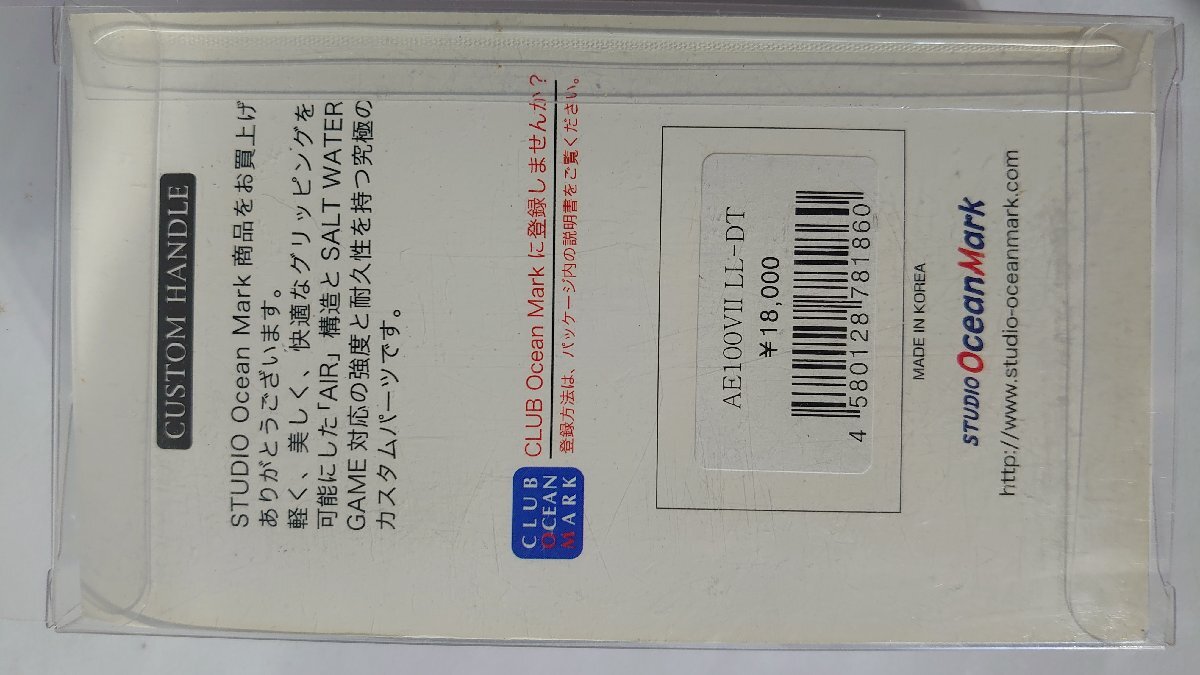 CUSTOM HANDLE
STUDIO Ocean Mark 商品をお買上げ
ありがとうございます。
軽く、美しく、快適なグリッピングを
可能にした「AIR」構造と SALT WATER
GAME 対応の強度と耐久性を持つ究極の
カスタムパーツです。
CLUB
OCEAN
MARK
CLUB Ocean Mark に登録しませんか?
登録方法は、パッケージ内の説明書をご覧ください。
AE100VII LL-DT
¥18,000
4 580128 781860
MADE IN KOREA
STUDIO Ocean Mark
http://www.studio-oceanmark.com